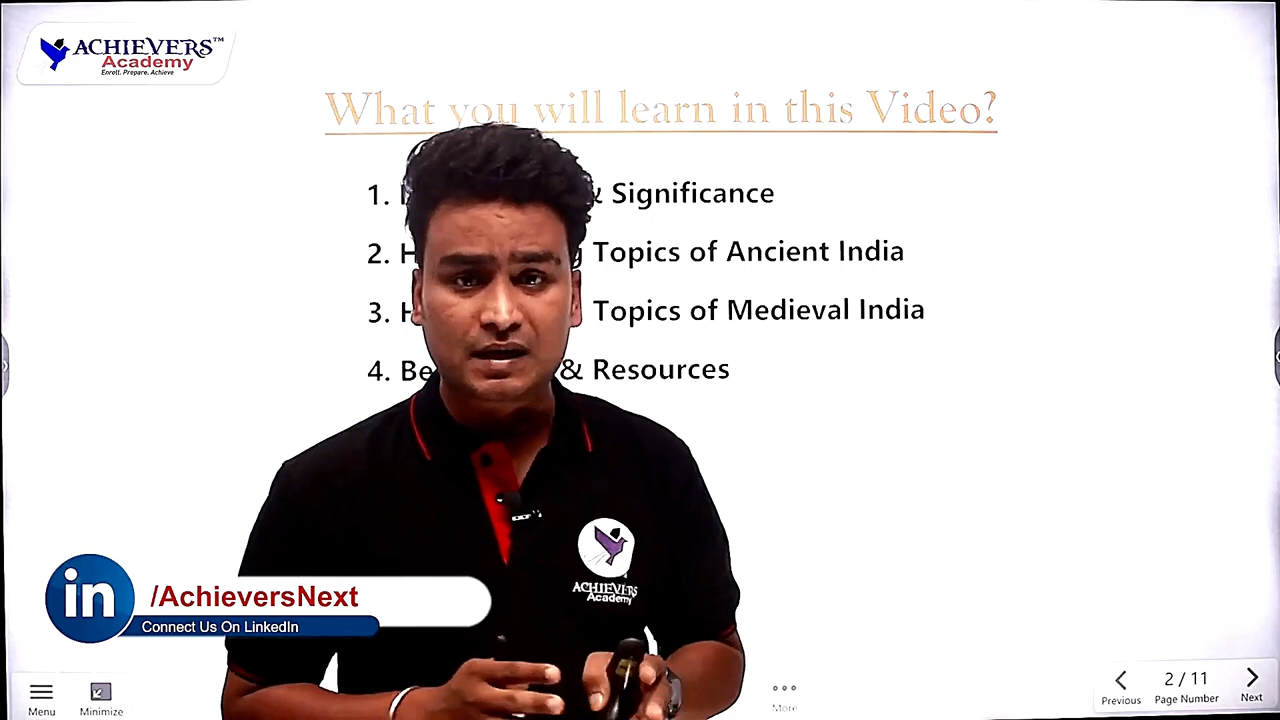 ACHIEVERS™
Academy
Enroll. Prepare. Achieve
What you will learn in this Video?
1. & Significance
2. Topics of Ancient India
3. Topics of Medieval India
4. & Resources
ACHIEVERS
Academy
in /AchieversNext
Connect Us On LinkedIn
Menu
Minimize
More
Previous
2 / 11
Page Number
Next